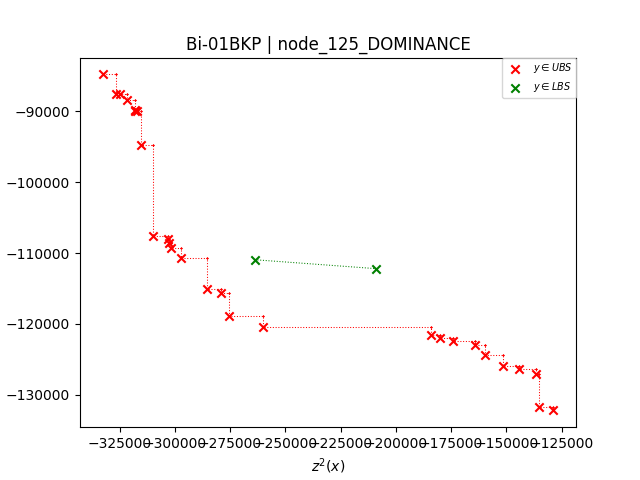 Bi-01BKP | node_125_DOMINANCE
y ∈ UBS
y ∈ LBS
−90000
−100000
−110000
−120000
−130000
−325000 −300000 −275000 −250000 −225000 −200000 −175000 −150000 −125000
z²(x)